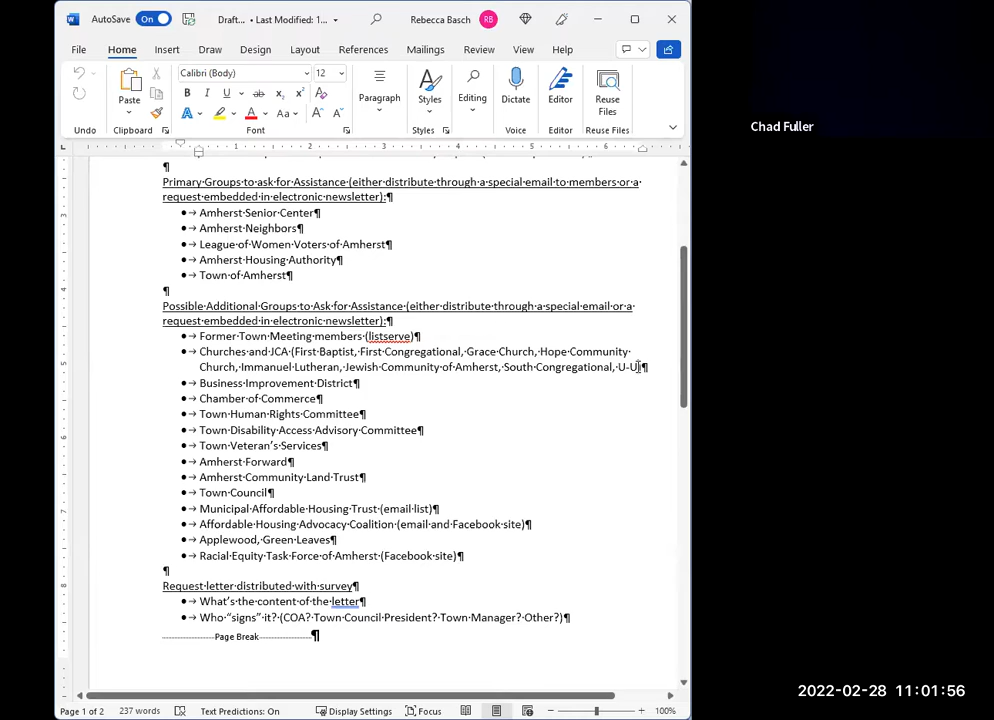 AutoSave On Draft... • Last Modified: 1... Rebecca Basch RB
File Home Insert Draw Design Layout References Mailings Review View Help
Calibri (Body) 12
Paste Paragraph Styles Editing Dictate Editor Reuse Files
B I U ab x₂ x² A A Aa A A
Undo Clipboard Font Styles Voice Editor Reuse Files
Chad Fuller
1 2 3 4 5 6
¶
Primary·Groups·to·ask·for·Assistance·(either·distribute·through·a·special·email·to·members·or·a·
request·embedded·in·electronic·newsletter):¶
•→Amherst·Senior·Center¶
•→Amherst·Neighbors¶
•→League·of·Women·Voters·of·Amherst¶
•→Amherst·Housing·Authority¶
•→Town·of·Amherst¶
¶
Possible·Additional·Groups·to·Ask·for·Assistance·(either·distribute·through·a·special·email·or·a·
request·embedded·in·electronic·newsletter):¶
•→Former·Town·Meeting·members·(listserve)¶
•→Churches·and·JCA·(First·Baptist,·First·Congregational,·Grace·Church,·Hope·Community·
Church,·Immanuel·Lutheran,·Jewish·Community·of·Amherst,·South·Congregational,·U-U¶
•→Business·Improvement·District¶
•→Chamber·of·Commerce¶
•→Town·Human·Rights·Committee¶
•→Town·Disability·Access·Advisory·Committee¶
•→Town·Veteran's·Services¶
•→Amherst·Forward¶
•→Amherst·Community·Land·Trust¶
•→Town·Council¶
•→Municipal·Affordable·Housing·Trust·(email·list)¶
•→Affordable·Housing·Advocacy·Coalition·(email·and·Facebook·site)¶
•→Applewood,·Green·Leaves¶
•→Racial·Equity·Task·Force·of·Amherst·(Facebook·site)¶
¶
Request·letter·distributed·with·survey¶
•→What's·the·content·of·the·letter¶
•→Who·“signs”·it?·(COA?·Town·Council·President?·Town·Manager?·Other?)¶
Page Break¶
2022-02-28 11:01:56
Page 1 of 2 237 words Text Predictions: On Display Settings Focus 100%